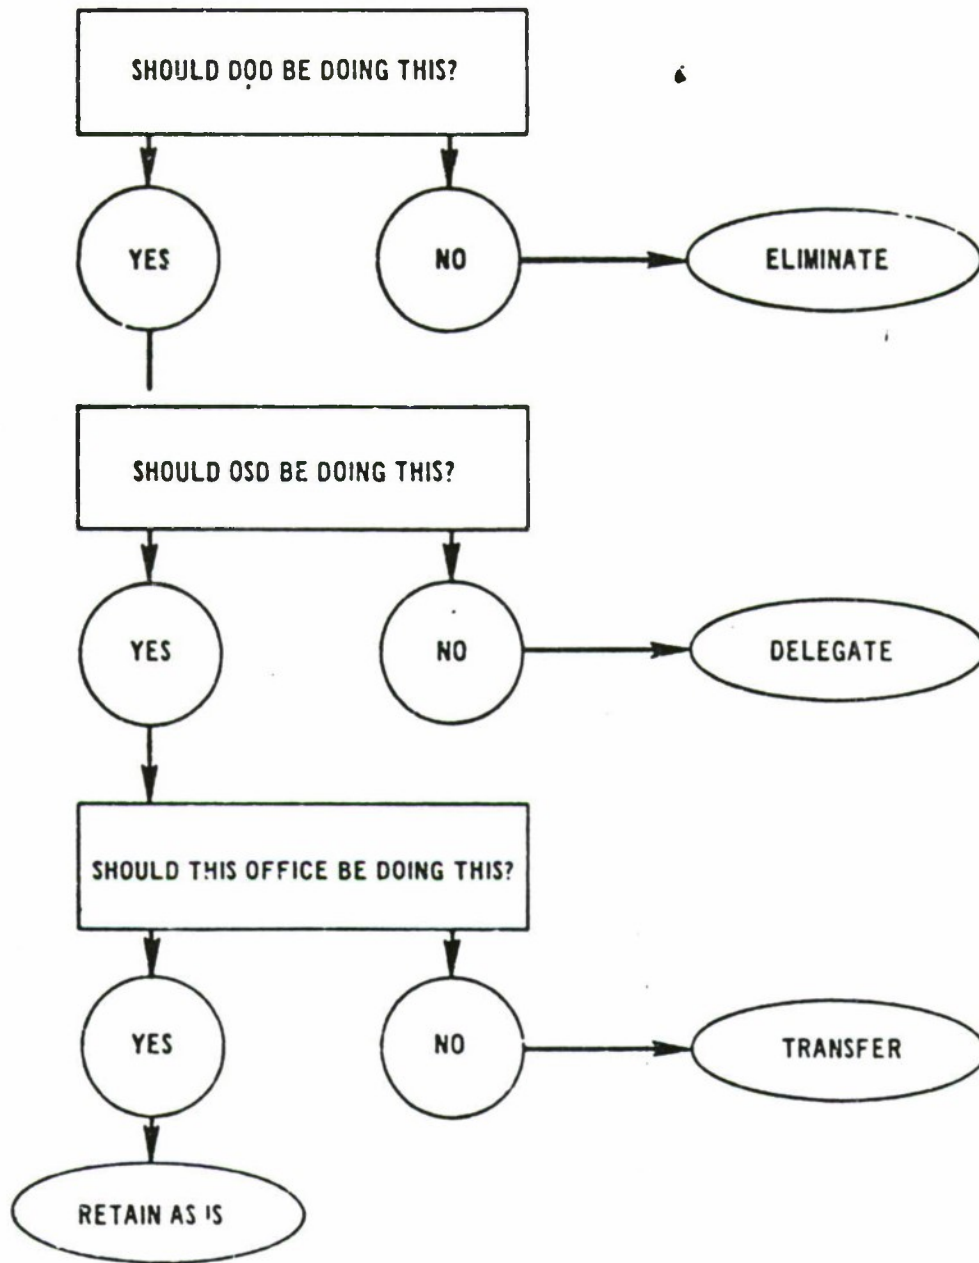 SHOULD DOD BE DOING THIS?
YES
NO
ELIMINATE
SHOULD OSD BE DOING THIS?
YES
NO
DELEGATE
SHOULD THIS OFFICE BE DOING THIS?
YES
NO
TRANSFER
RETAIN AS IS